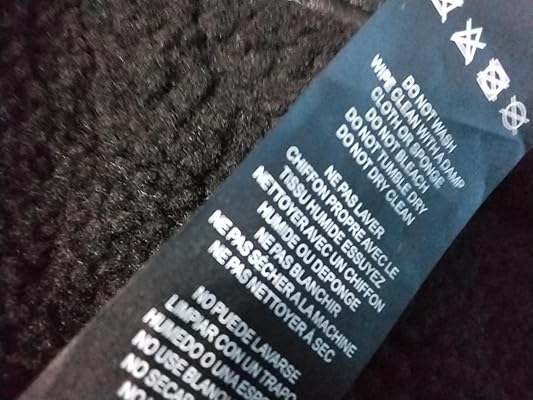 DO NOT WASH
WIPE CLEAN WITH A DAMP
CLOTH OR SPONGE
DO NOT BLEACH
DO NOT TUMBLE DRY
DO NOT DRY CLEAN
NE PAS LAVER
CHIFFON PROPRE AVEC LE
TISSU HUMIDE ESSUYEZ
NETTOYER AVEC UN CHIFFON
HUMIDE OU DEPONGE
NE PAS BLANCHIR
NE PAS SÉCHER A LA MACHINE
NE PAS NETTOYER À SEC
NO PUEDE LAVARSE
LIMPIAR CON UN TRAPO
HUMEDO O UNA
NO USE
NO